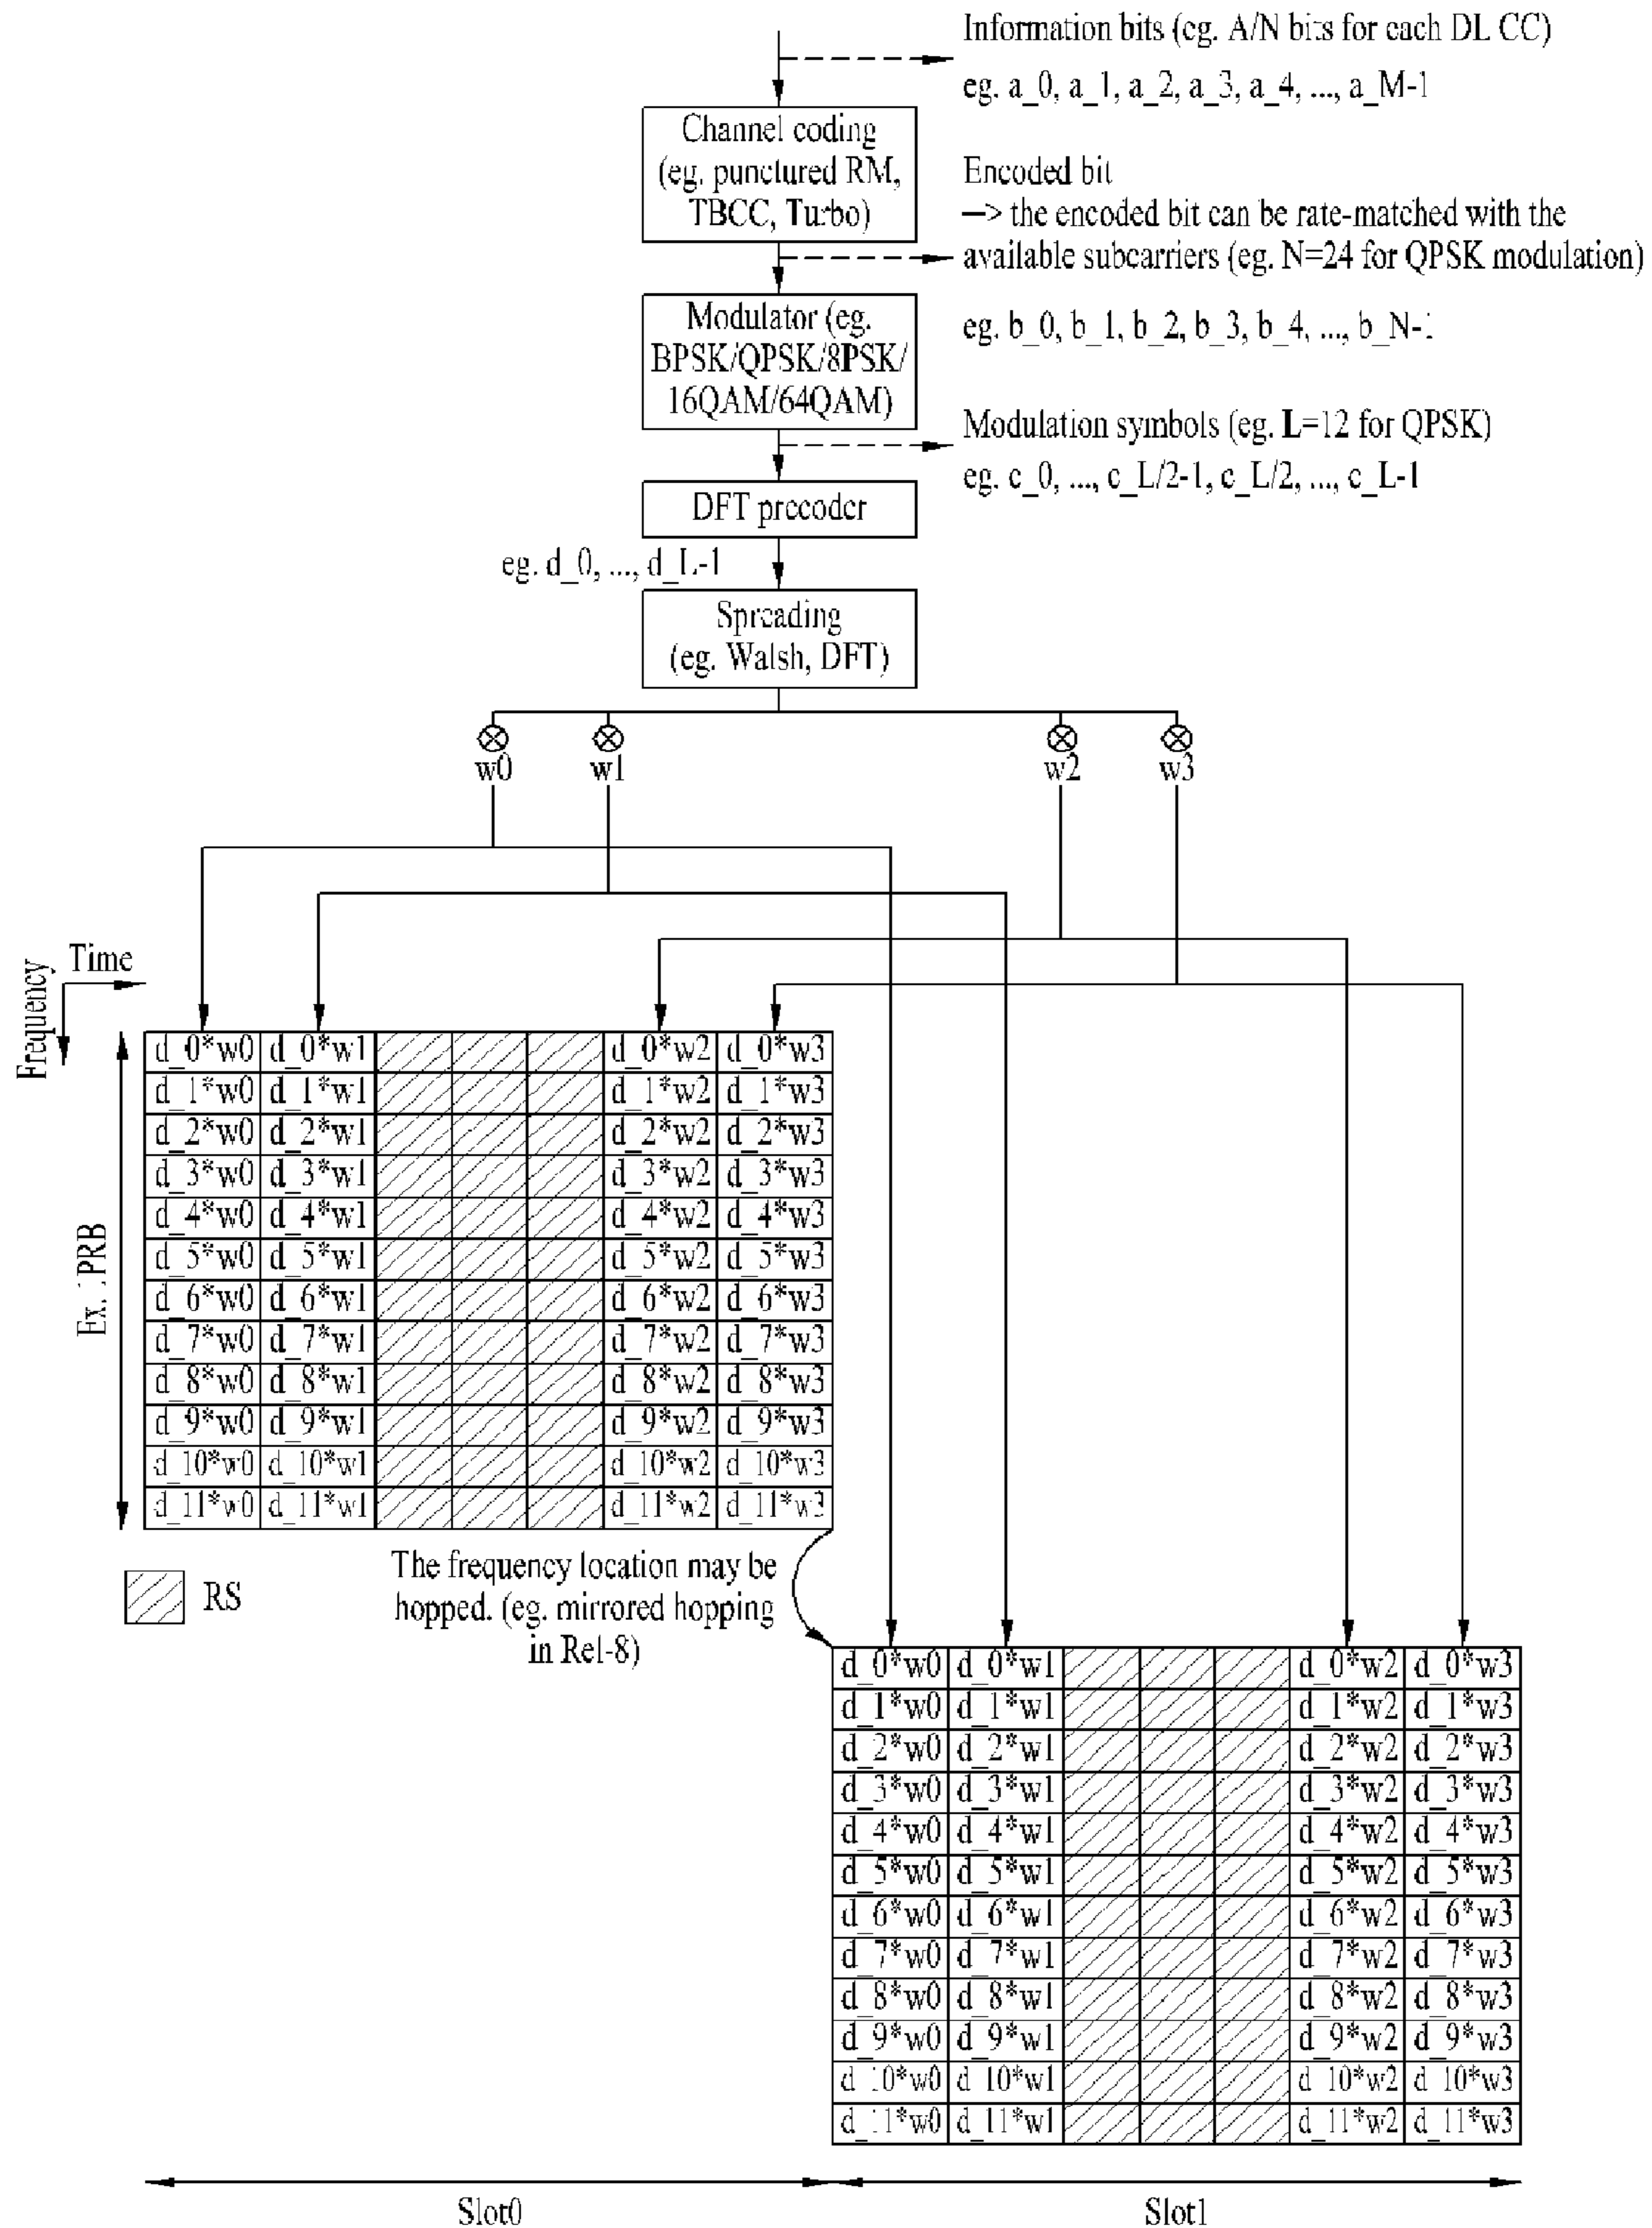 Information bits (eg. A/N bits for each DL CC)
eg. a_0, a_1, a_2, a_3, a_4, ..., a_M-1
Channel coding
(eg. punctured RM,
TBCC, Turbo)
Encoded bit
—> the encoded bit can be rate-matched with the
available subcarriers (eg. N=24 for QPSK modulation)
eg. b_0, b_1, b_2, b_3, b_4, ..., b_N-1
Modulator (eg.
BPSK/QPSK/8PSK/
16QAM/64QAM)
Modulation symbols (eg. L=12 for QPSK)
eg. c_0, ..., c_L/2-1, c_L/2, ..., c_L-1
DFT precoder
eg. d_0, ..., d_L-1
Spreading
(eg. Walsh, DFT)
w0 w1 w2 w3
Time
Frequency
Ex. 1PRB
d_0*w0 d_0*w1 d_0*w2 d_0*w3
d_1*w0 d_1*w1 d_1*w2 d_1*w3
d_2*w0 d_2*w1 d_2*w2 d_2*w3
d_3*w0 d_3*w1 d_3*w2 d_3*w3
d_4*w0 d_4*w1 d_4*w2 d_4*w3
d_5*w0 d_5*w1 d_5*w2 d_5*w3
d_6*w0 d_6*w1 d_6*w2 d_6*w3
d_7*w0 d_7*w1 d_7*w2 d_7*w3
d_8*w0 d_8*w1 d_8*w2 d_8*w3
d_9*w0 d_9*w1 d_9*w2 d_9*w3
d_10*w0 d_10*w1 d_10*w2 d_10*w3
d_11*w0 d_11*w1 d_11*w2 d_11*w3
RS
The frequency location may be
hopped. (eg. mirrored hopping
in Rel-8)
d_0*w0 d_0*w1 d_0*w2 d_0*w3
d_1*w0 d_1*w1 d_1*w2 d_1*w3
d_2*w0 d_2*w1 d_2*w2 d_2*w3
d_3*w0 d_3*w1 d_3*w2 d_3*w3
d_4*w0 d_4*w1 d_4*w2 d_4*w3
d_5*w0 d_5*w1 d_5*w2 d_5*w3
d_6*w0 d_6*w1 d_6*w2 d_6*w3
d_7*w0 d_7*w1 d_7*w2 d_7*w3
d_8*w0 d_8*w1 d_8*w2 d_8*w3
d_9*w0 d_9*w1 d_9*w2 d_9*w3
d_10*w0 d_10*w1 d_10*w2 d_10*w3
d_11*w0 d_11*w1 d_11*w2 d_11*w3
Slot0 Slot1